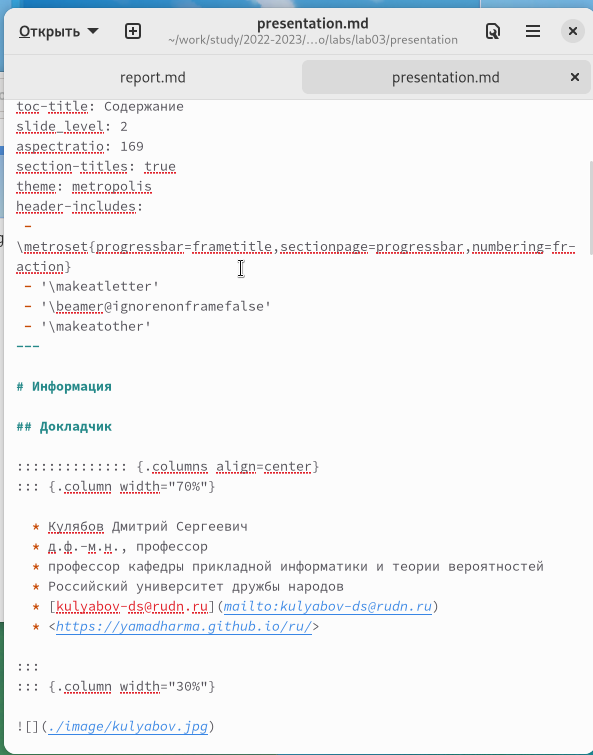 Открыть
presentation.md
~/work/study/2022-2023/…o/labs/lab03/presentation
report.md
presentation.md
toc-title: Содержание
slide_level: 2
aspectratio: 169
section-titles: true
theme: metropolis
header-includes:
-
\metroset{progressbar=frametitle,sectionpage=progressbar,numbering=fr-
action}
- '\makeatletter'
- '\beamer@ignorenonframefalse'
- '\makeatother'
---
# Информация
## Докладчик
:::::::::::::: {.columns align=center}
::: {.column width="70%"}
* Кулябов Дмитрий Сергеевич
* д.ф.-м.н., профессор
* профессор кафедры прикладной информатики и теории вероятностей
* Российский университет дружбы народов
* [kulyabov-ds@rudn.ru](mailto:kulyabov-ds@rudn.ru)
* <https://yamadharma.github.io/ru/>
:::
::: {.column width="30%"}
![](./image/kulyabov.jpg)